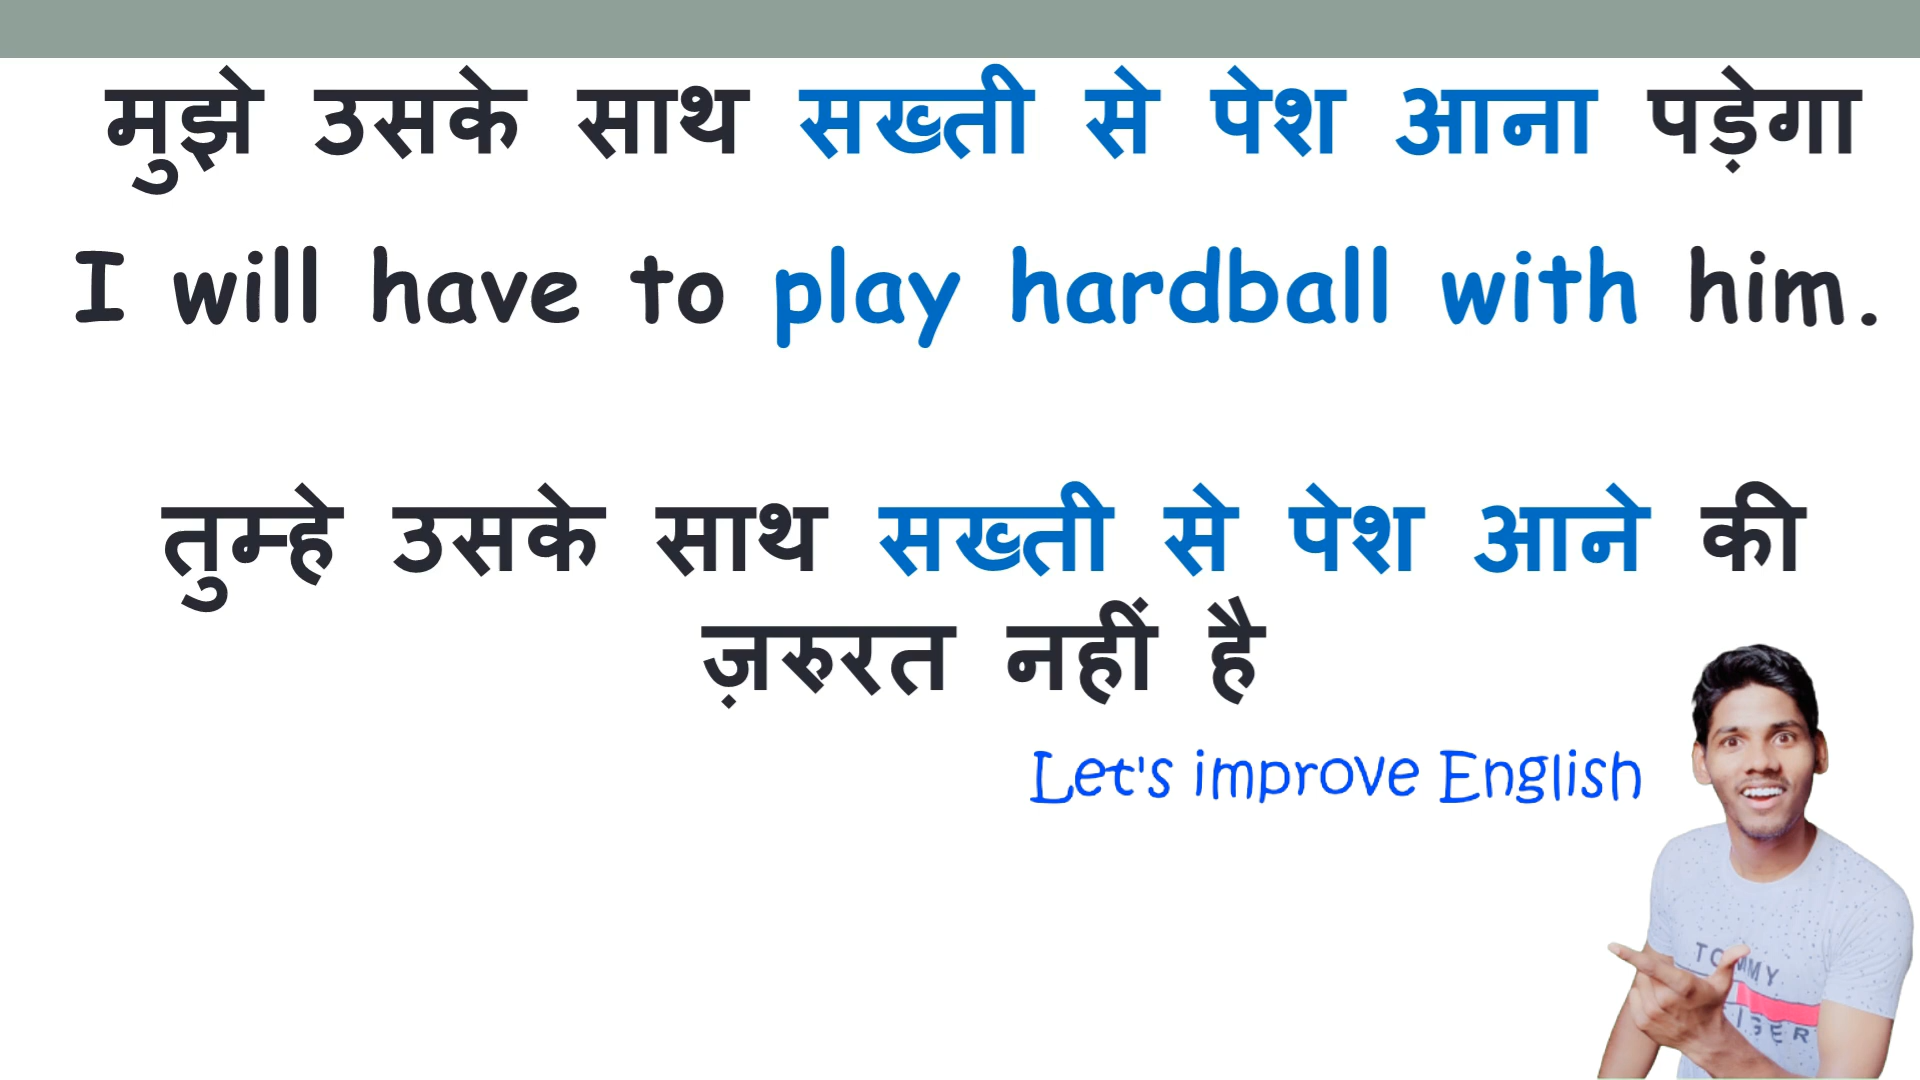 मुझे उसके साथ सख्ती से पेश आना पड़ेगा
I will have to play hardball with him.
तुम्हे उसके साथ सख्ती से पेश आने की
ज़रुरत नहीं है
Let's improve English
TOMMY